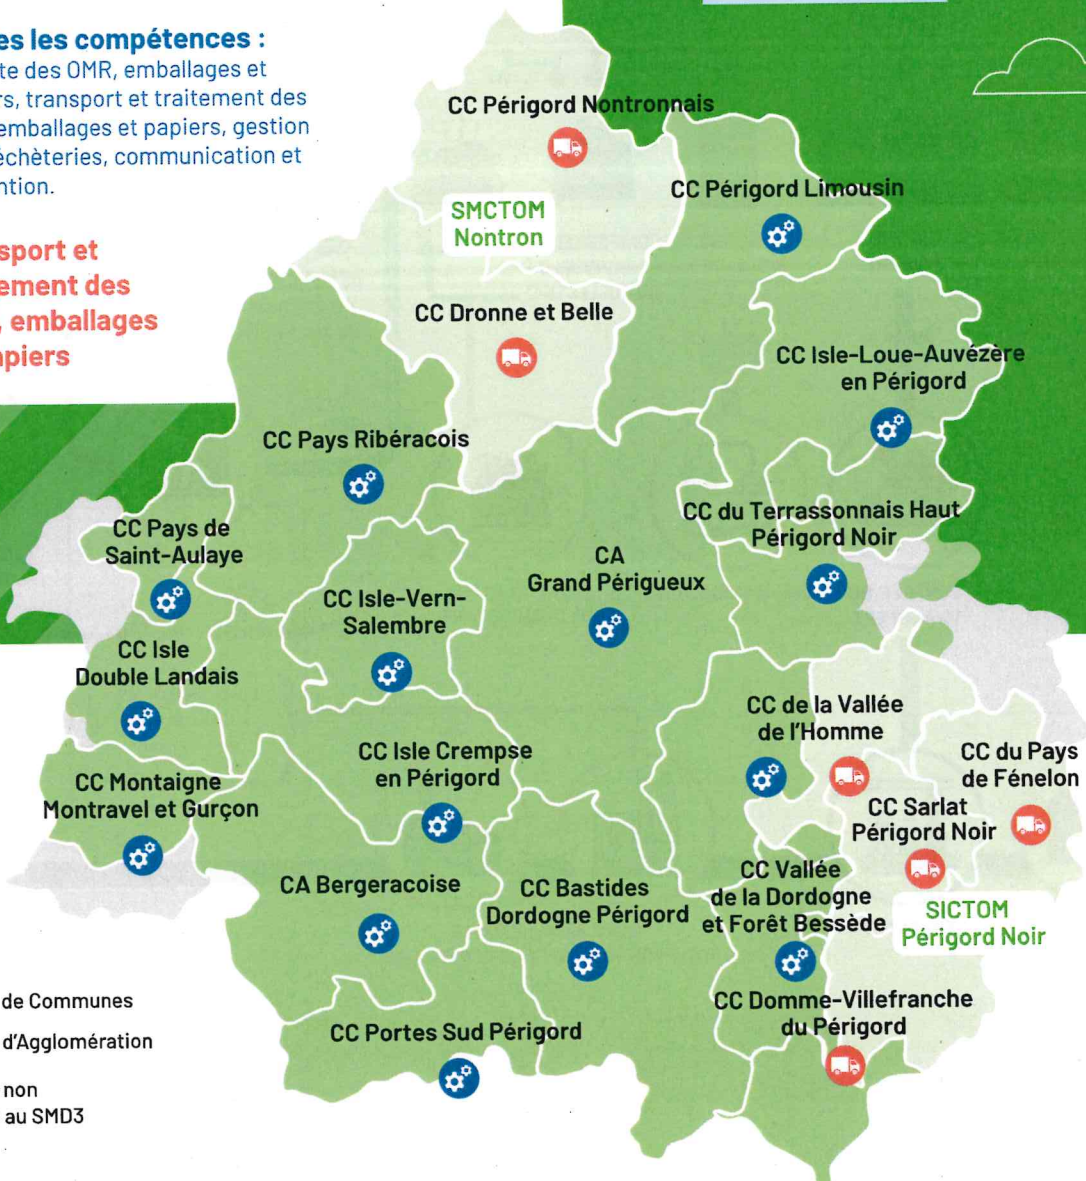 es les compétences :
te des OMR, emballages et
rs, transport et traitement des
emballages et papiers, gestion
échèteries, communication et
ntion.
sport et
ement des
, emballages
apiers
CC Périgord Nontronnais
SMCTOM
Nontron
CC Périgord Limousin
CC Dronne et Belle
CC Isle-Loue-Auvézère
en Périgord
CC Pays Ribéracois
CC du Terrassonnais Haut
Périgord Noir
CC Pays de
Saint-Aulaye
CA
Grand Périgueux
CC Isle-Vern-
Salembre
CC Isle
Double Landais
CC de la Vallée
de l'Homme
CC du Pays
de Fénelon
CC Isle Crempse
en Périgord
CC Montaigne
Montravel et Gurçon
CC Sarlat
Périgord Noir
CC Vallée
de la Dordogne
et Forêt Bessède
CA Bergeracoise
CC Bastides
Dordogne Périgord
SICTOM
Périgord Noir
CC Domme-Villefranche
du Périgord
CC Portes Sud Périgord
de Communes
d'Agglomération
non
au SMD3